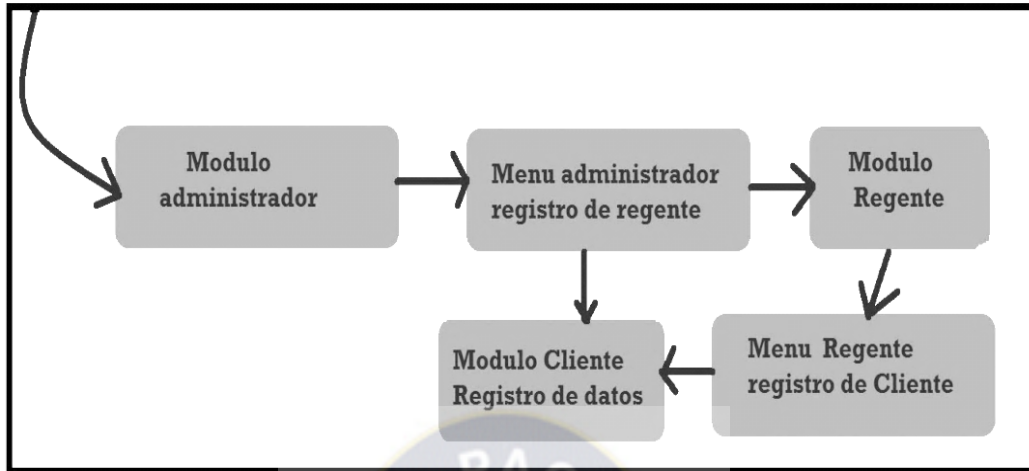 Modulo
administrador
Menu administrador
registro de regente
Modulo
Regente
Modulo Cliente
Registro de datos
Menu Regente
registro de Cliente